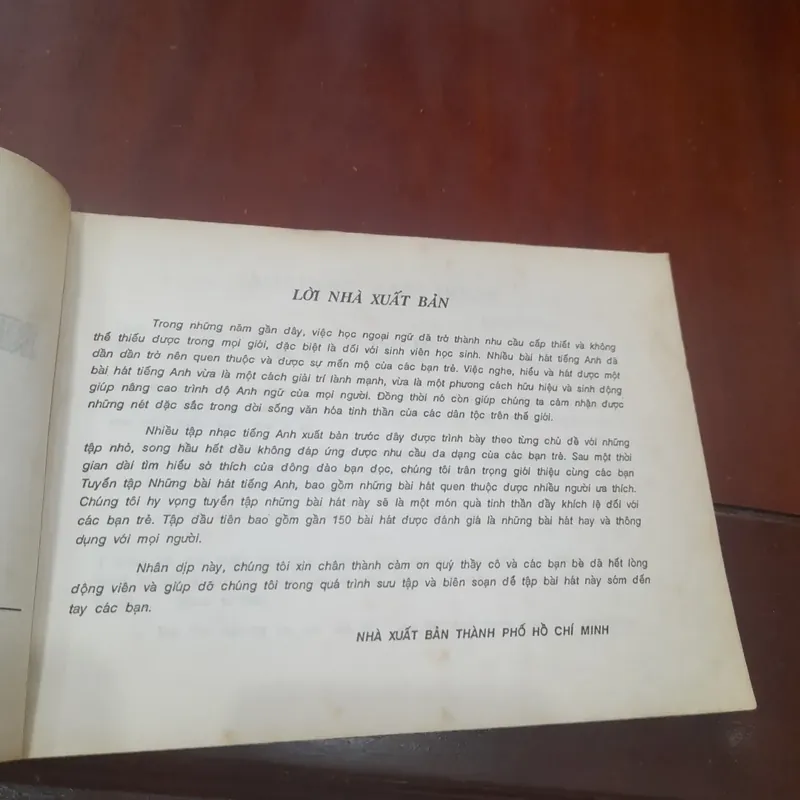 LỜI NHÀ XUẤT BẢN
Trong những năm gần đây, việc học ngoại ngữ đã trở thành nhu cầu cấp thiết và không
thể thiếu được trong mọi giới, đặc biệt là đối với sinh viên học sinh. Nhiều bài hát tiếng Anh đã
dần dần trở nên quen thuộc và được sự mến mộ của các bạn trẻ. Việc nghe, hiểu và hát được một
bài hát tiếng Anh vừa là một cách giải trí lành mạnh, vừa là một phương cách hữu hiệu và sinh động
giúp nâng cao trình độ Anh ngữ của mọi người. Đồng thời nó còn giúp chúng ta cảm nhận được
những nét đặc sắc trong đời sống văn hóa tinh thần của các dân tộc trên thế giới.
Nhiều tập nhạc tiếng Anh xuất bản trước đây được trình bày theo từng chủ đề với những
tập nhỏ, song hầu hết đều không đáp ứng được nhu cầu đa dạng của các bạn trẻ. Sau một thời
gian dài tìm hiểu sở thích của đông đảo bạn đọc, chúng tôi trân trọng giới thiệu cùng các bạn
Tuyển tập Những bài hát tiếng Anh, bao gồm những bài hát quen thuộc được nhiều người ưa thích.
Chúng tôi hy vọng tuyển tập những bài hát này sẽ là một món quà tinh thần đầy khích lệ đối với
các bạn trẻ. Tập đầu tiên bao gồm gần 150 bài hát được đánh giá là những bài hát hay và thông
dụng với mọi người.
Nhân dịp này, chúng tôi xin chân thành cảm ơn quý thầy cô và các bạn bè đã hết lòng
động viên và giúp đỡ chúng tôi trong quá trình sưu tập và biên soạn để tập bài hát này sớm đến
tay các bạn.
NHÀ XUẤT BẢN THÀNH PHỐ HỒ CHÍ MINH